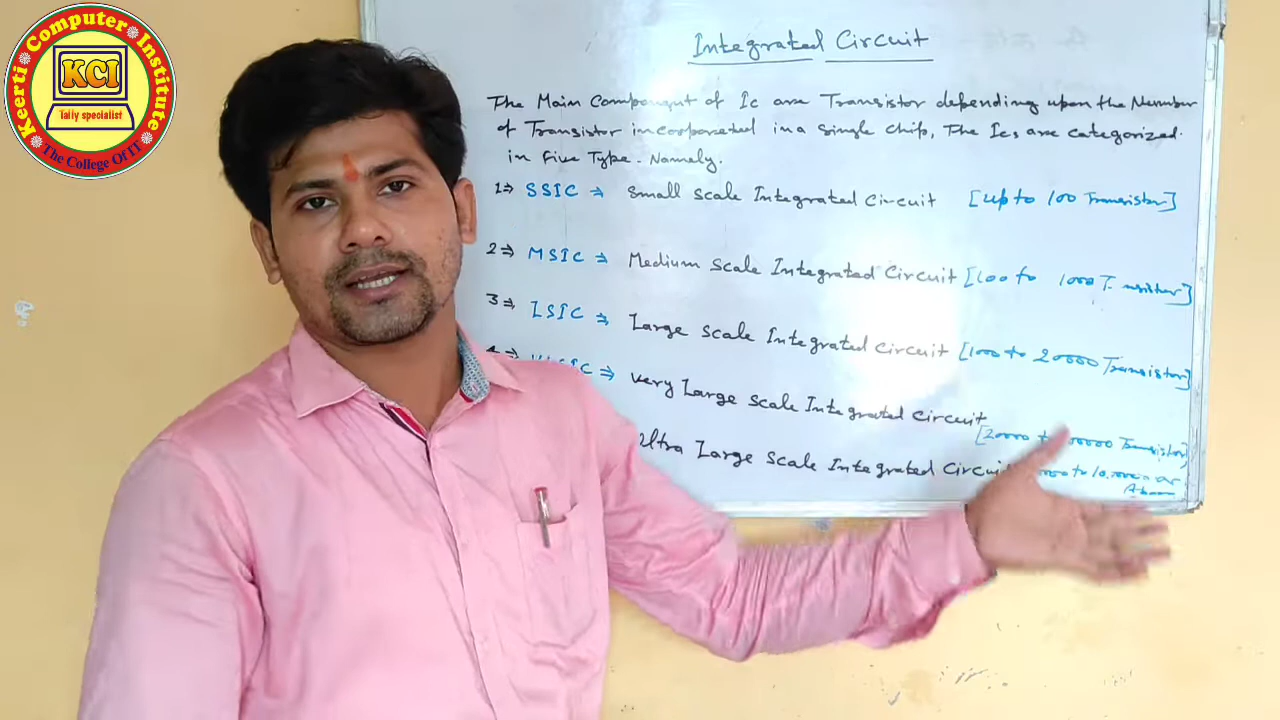 Keerti Computer Institute
KCI
Tally specialist
The College Of IT
Integrated Circuit
The Main Component of Ic are Transistor depending upon the Number
of Transistor incorporated in a single chip, The Ics are categorized.
in five Type. Namely.
1⇒ SSIC ⇒ Small scale Integrated Circuit [up to 100 Transistor]
2⇒ MSIC ⇒ Medium Scale Integrated Circuit [100 to 1000
3⇒ LSIC ⇒ Large scale Integrated Circuit [1000 to 20000 Transistor]
⇒ very Large scale Integrated Circuit
[20000 Transistor]
Large Scale Integrated